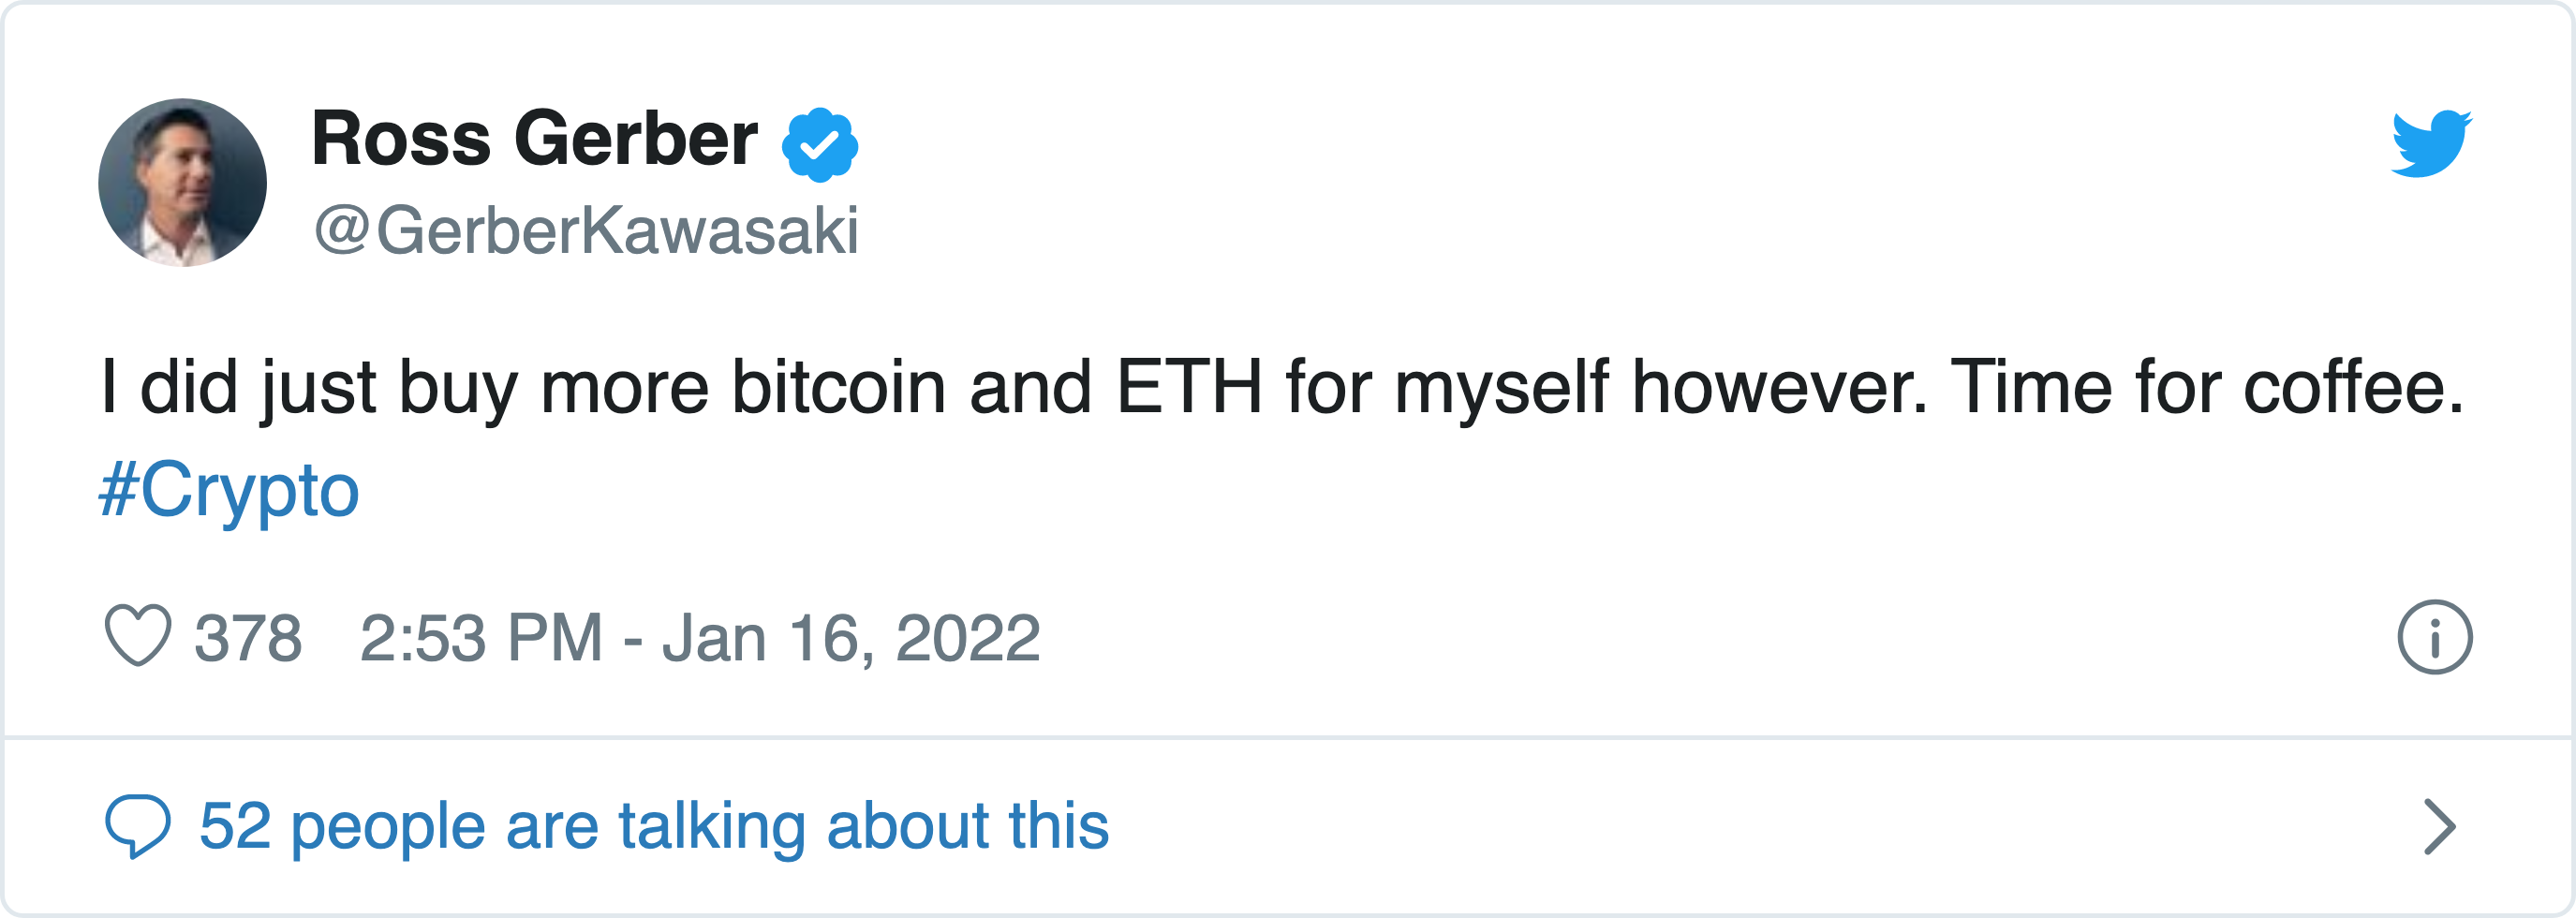 Ross Gerber
@GerberKawasaki
I did just buy more bitcoin and ETH for myself however. Time for coffee.
#Crypto
378 2:53 PM - Jan 16, 2022
52 people are talking about this